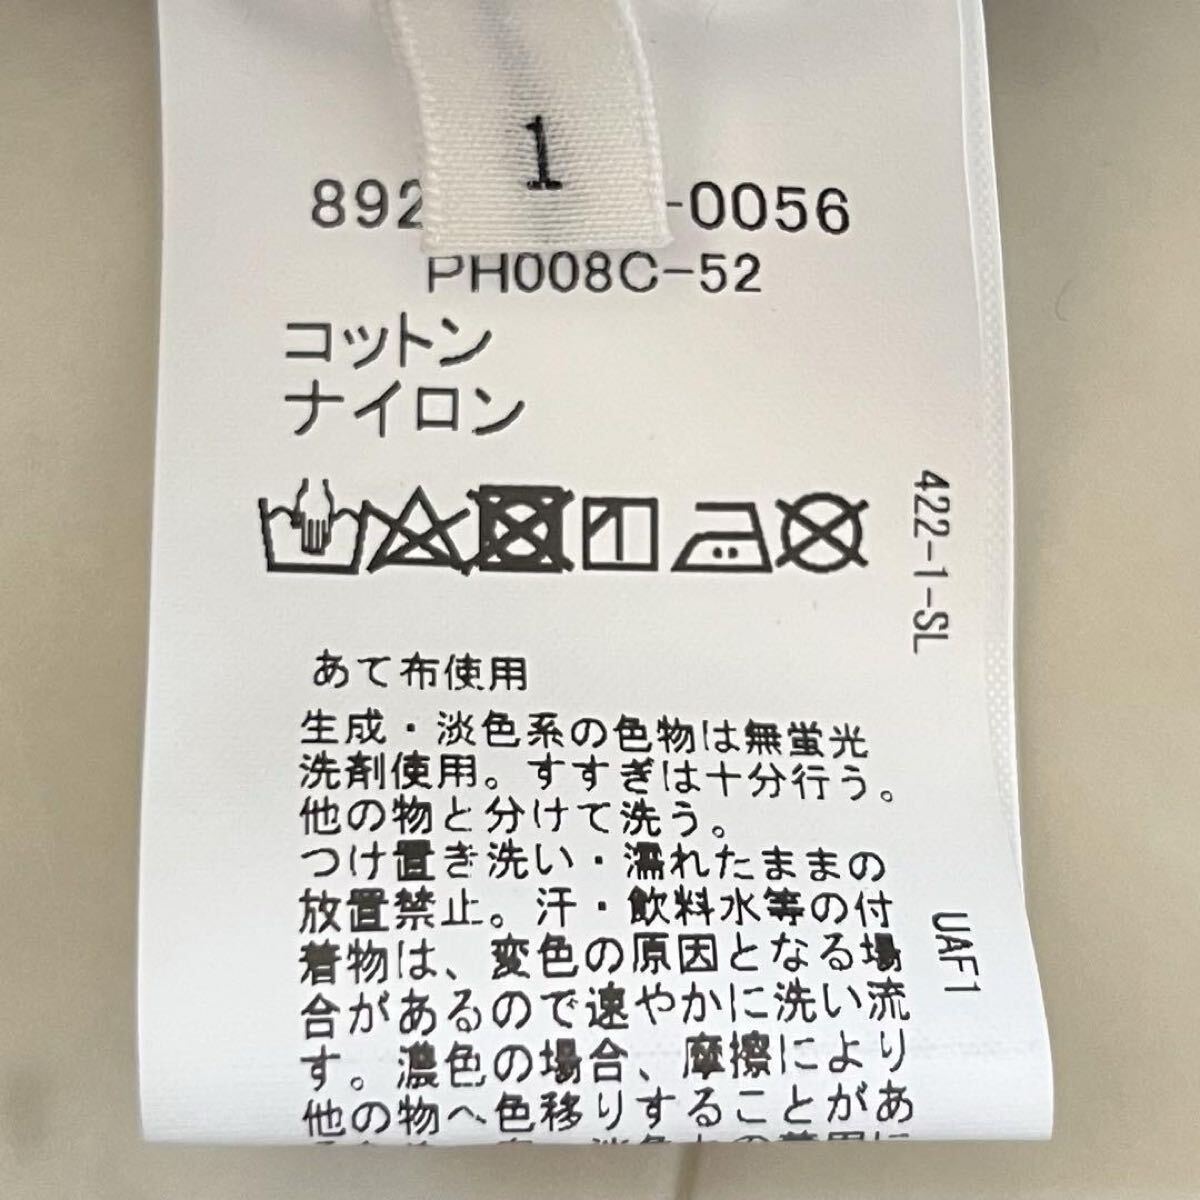 1
892 -0056
PH008C-52
コットン
ナイロン
422-1-SL
あて布使用
生成・淡色系の色物は無蛍光
洗剤使用。すすぎは十分行う。
他の物と分けて洗う。
つけ置き洗い・濡れたままの
放置禁止。汗・飲料水等の付
着物は、変色の原因となる場
合があるので速やかに洗い流
す。濃色の場合、摩擦により
他の物へ色移りすることがあ
UAF1